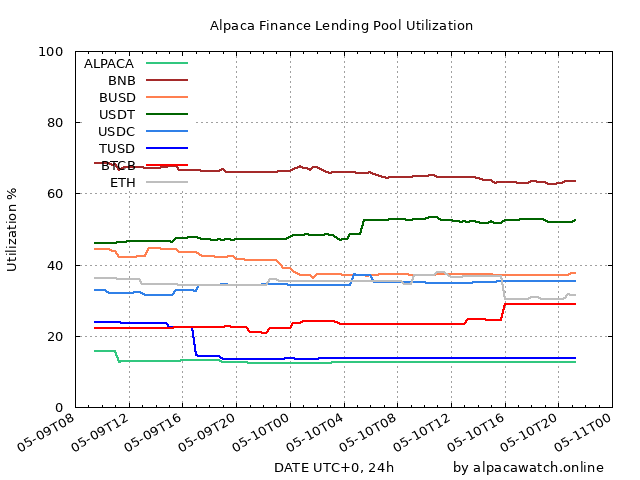 Alpaca Finance Lending Pool Utilization
100
80
60
40
20
0
Utilization %
ALPACA
BNB
BUSD
USDT
USDC
TUSD
BTCB
ETH
05-09T08
05-09T12
05-09T16
05-09T20
05-10T00
05-10T04
05-10T08
05-10T12
05-10T16
05-10T20
05-11T00
DATE UTC+0, 24h
by alpacawatch.online